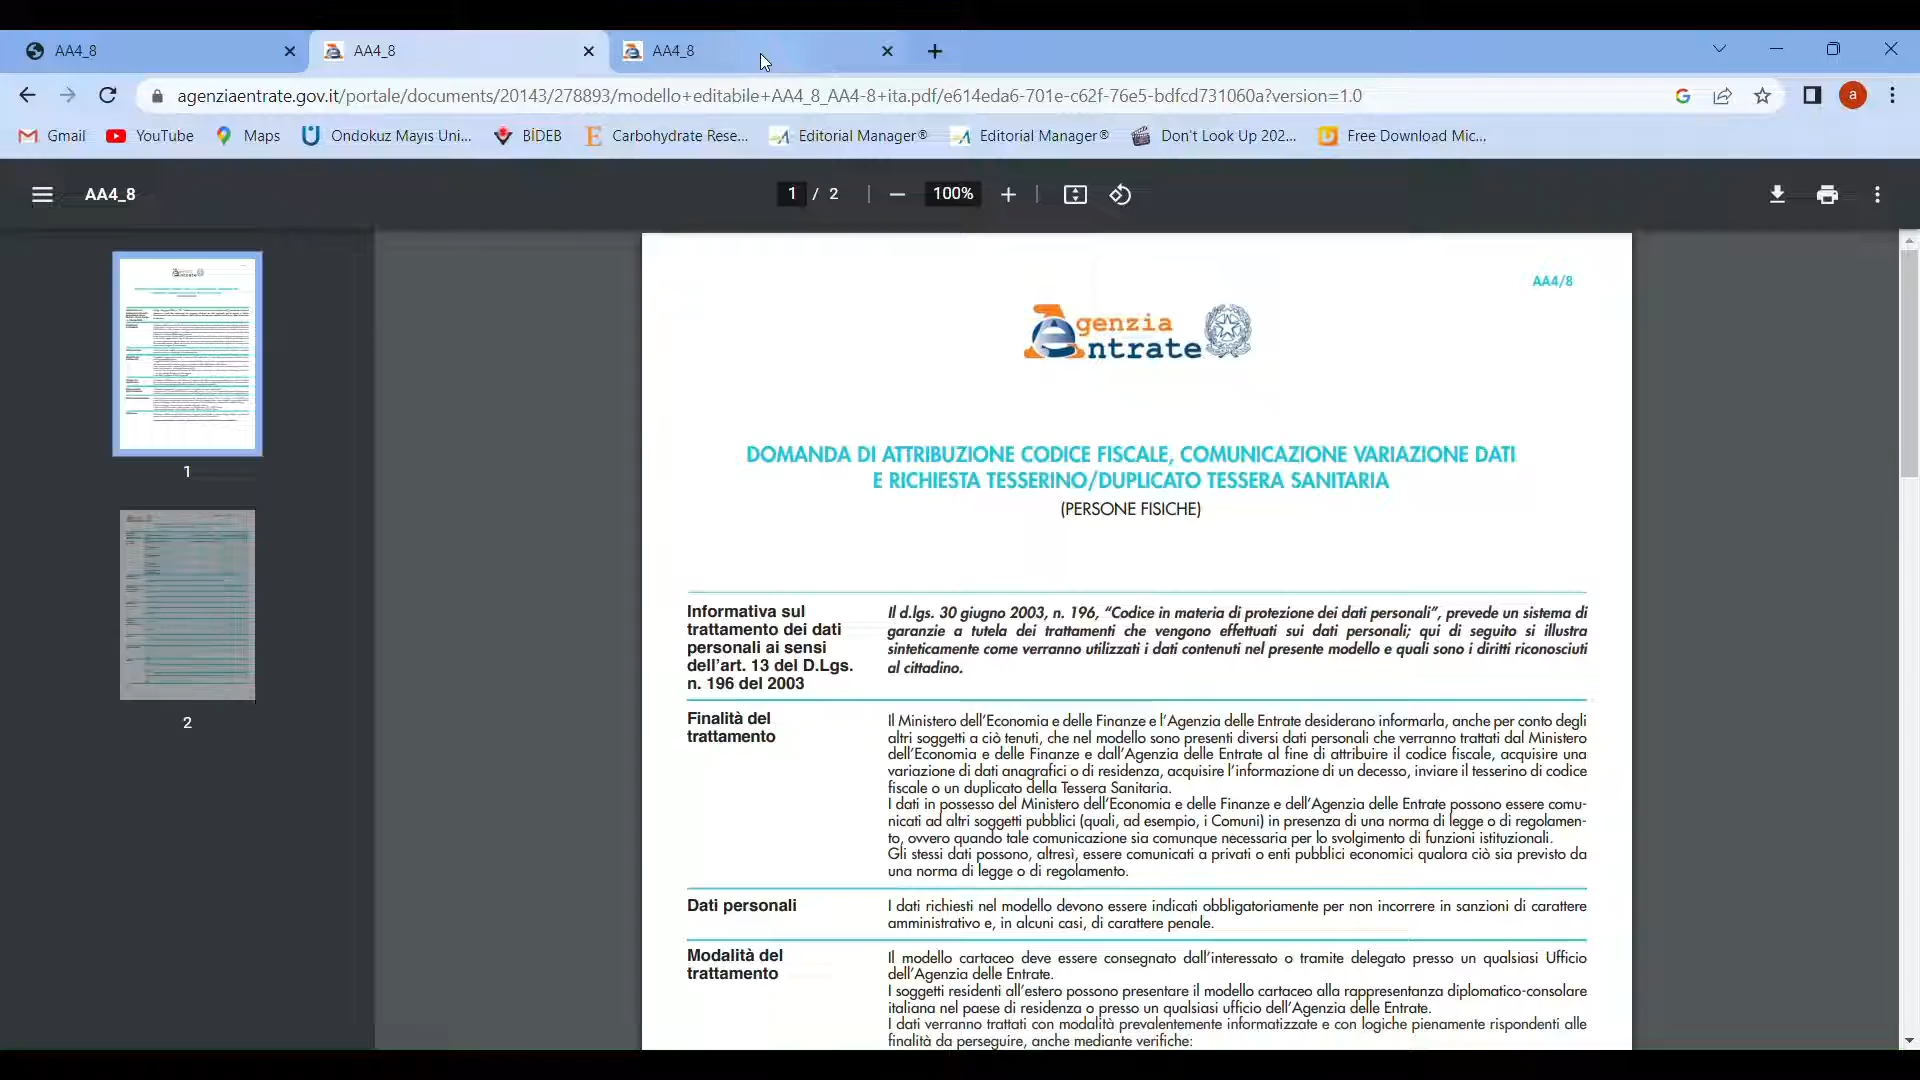 AA4_8
AA4_8
AA4_8
agenziaentrate.gov.it/portale/documents/20143/278893/modello+editabile+AA4_8_AA4-8+ita.pdf/e614eda6-701e-c62f-76e5-bdfcd731060a?version=1.0
a
Gmail
YouTube
Maps
Ondokuz Mayıs Uni...
BİDEB
Carbohydrate Rese...
Editorial Manager®
Editorial Manager®
Don't Look Up 202...
Free Download Mic...
AA4_8
1 / 2
100%
1
2
AA4/8
Agenzia
Entrate
DOMANDA DI ATTRIBUZIONE CODICE FISCALE, COMUNICAZIONE VARIAZIONE DATI
E RICHIESTA TESSERINO/DUPLICATO TESSERA SANITARIA
(PERSONE FISICHE)
Informativa sul
trattamento dei dati
personali ai sensi
dell'art. 13 del D.Lgs.
n. 196 del 2003
Il d.lgs. 30 giugno 2003, n. 196, “Codice in materia di protezione dei dati personali”, prevede un sistema di
garanzie a tutela dei trattamenti che vengono effettuati sui dati personali; qui di seguito si illustra
sinteticamente come verranno utilizzati i dati contenuti nel presente modello e quali sono i diritti riconosciuti
al cittadino.
Finalità del
trattamento
Il Ministero dell'Economia e delle Finanze e l'Agenzia delle Entrate desiderano informarla, anche per conto degli
altri soggetti a ciò tenuti, che nel modello sono presenti diversi dati personali che verranno trattati dal Ministero
dell'Economia e delle Finanze e dall'Agenzia delle Entrate al fine di attribuire il codice fiscale, acquisire una
variazione di dati anagrafici o di residenza, acquisire l'informazione di un decesso, inviare il tesserino di codice
fiscale o un duplicato della Tessera Sanitaria.
I dati in possesso del Ministero dell'Economia e delle Finanze e dell'Agenzia delle Entrate possono essere comu-
nicati ad altri soggetti pubblici (quali, ad esempio, i Comuni) in presenza di una norma di legge o di regolamen-
to, ovvero quando tale comunicazione sia comunque necessaria per lo svolgimento di funzioni istituzionali.
Gli stessi dati possono, altresì, essere comunicati a privati o enti pubblici economici qualora ciò sia previsto da
una norma di legge o di regolamento.
Dati personali
I dati richiesti nel modello devono essere indicati obbligatoriamente per non incorrere in sanzioni di carattere
amministrativo e, in alcuni casi, di carattere penale.
Modalità del
trattamento
Il modello cartaceo deve essere consegnato dall'interessato o tramite delegato presso un qualsiasi Ufficio
dell'Agenzia delle Entrate.
I soggetti residenti all'estero possono presentare il modello cartaceo alla rappresentanza diplomatico-consolare
italiana nel paese di residenza o presso un qualsiasi ufficio dell'Agenzia delle Entrate.
I dati verranno trattati con modalità prevalentemente informatizzate e con logiche pienamente rispondenti alle
finalità da perseguire, anche mediante verifiche: